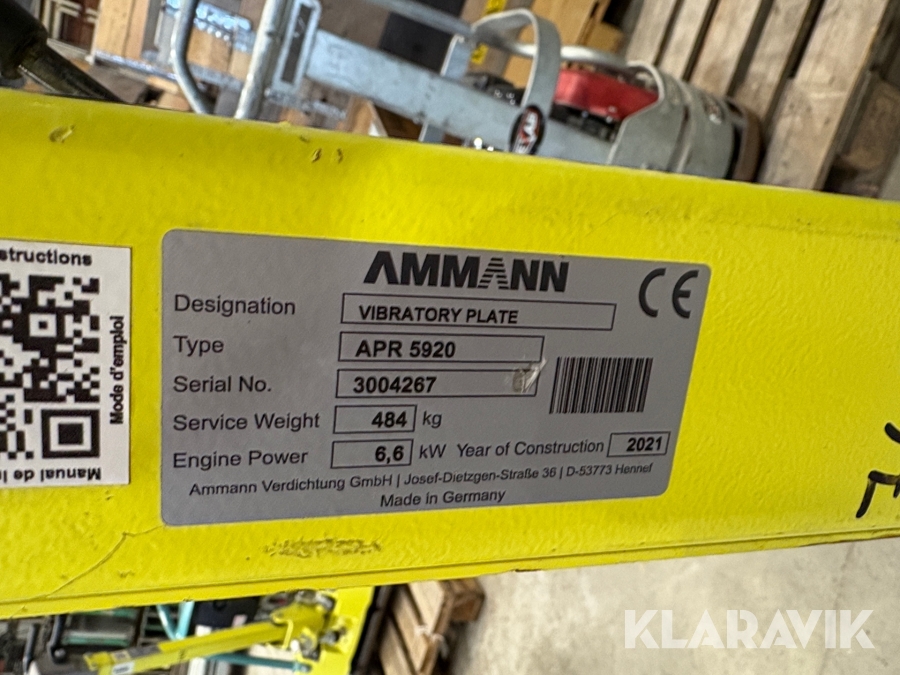 structions
Mode d'emploi
AMMANN
CE
Designation VIBRATORY PLATE
Type APR 5920
Serial No. 3004267
Service Weight 484 kg
Engine Power 6,6 kW Year of Construction 2021
Ammann Verdichtung GmbH | Josef-Dietzgen-Straße 36 | D-53773 Hennef
Made in Germany
Manual de
KLARAVIK